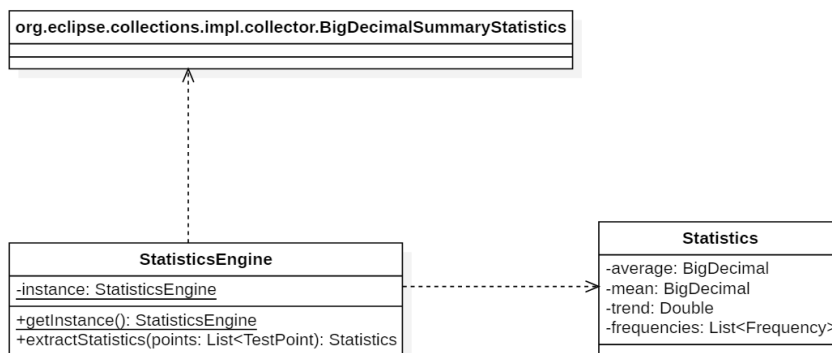 org.eclipse.collections.impl.collector.BigDecimalSummaryStatistics
StatisticsEngine
-instance: StatisticsEngine
+getInstance(): StatisticsEngine
+extractStatistics(points: List<TestPoint): Statistics
Statistics
-average: BigDecimal
-mean: BigDecimal
-trend: Double
-frequencies: List<Frequency>